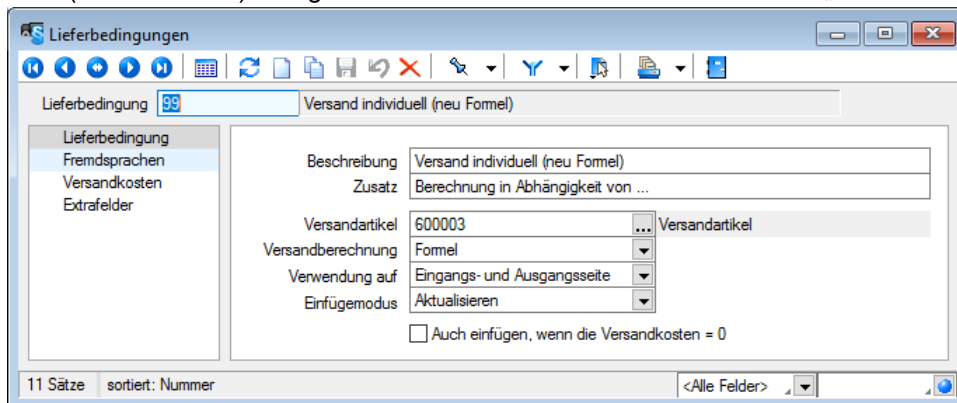 Lieferbedingungen
Lieferbedingung 99 Versand individuell (neu Formel)
Lieferbedingung
Fremdsprachen
Versandkosten
Extrafelder
Beschreibung Versand individuell (neu Formel)
Zusatz Berechnung in Abhängigkeit von ...
Versandartikel 600003 ... Versandartikel
Versandberechnung Formel
Verwendung auf Eingangs- und Ausgangsseite
Einfügemodus Aktualisieren
Auch einfügen, wenn die Versandkosten = 0
11 Sätze sortiert: Nummer <Alle Felder>